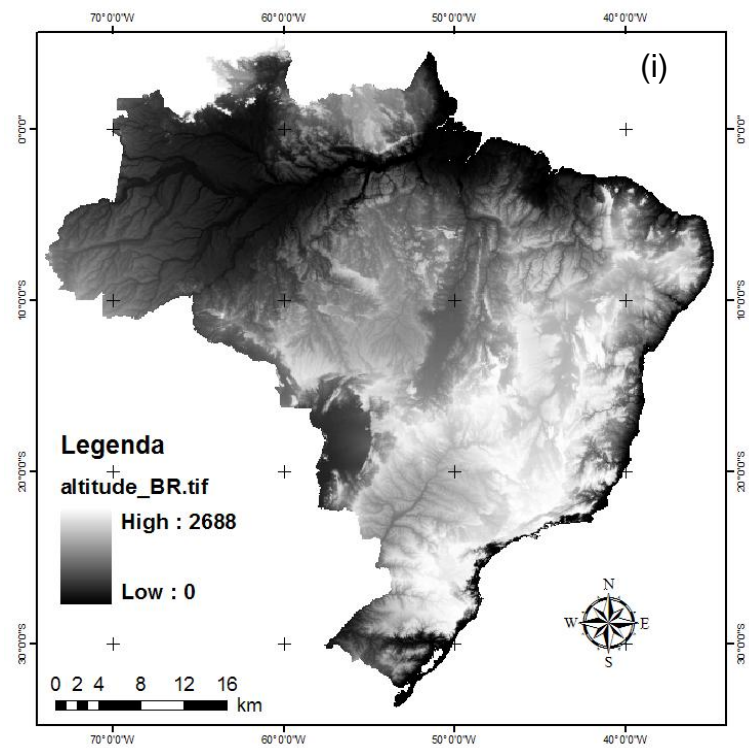 70°0'0"W 60°0'0"W 50°0'0"W 40°0'0"W
(i)
0°0'0" 0°0'0"
10°0'0"S 10°0'0"S
Legenda
altitude_BR.tif
High : 2688
Low : 0
20°0'0"S 20°0'0"S
N
W E
S
30°0'0"S 30°0'0"S
0 2 4 8 12 16
km
70°0'0"W 60°0'0"W 50°0'0"W 40°0'0"W